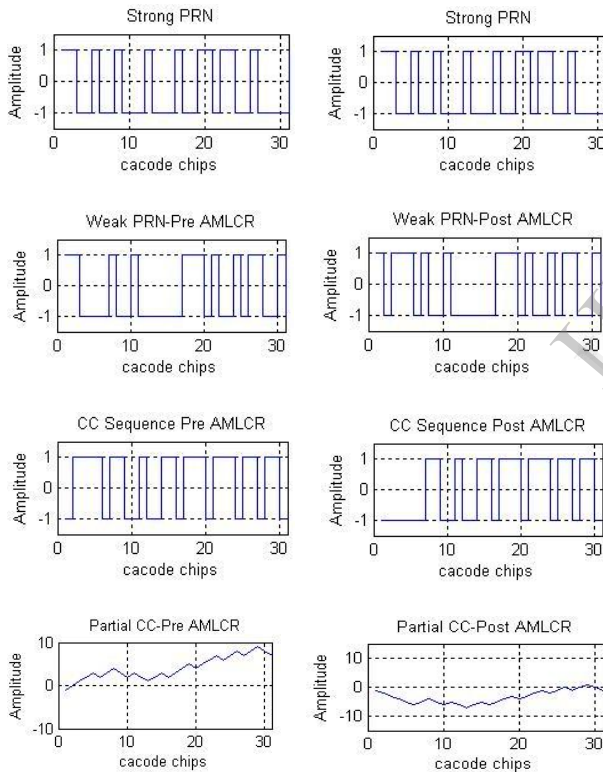 Strong PRN
Amplitude
1
0
-1
0 10 20 30
cacode chips
Strong PRN
Amplitude
1
0
-1
0 10 20 30
cacode chips
Weak PRN-Pre AMLCR
Amplitude
1
0
-1
0 10 20 30
cacode chips
Weak PRN-Post AMLCR
Amplitude
1
0
-1
0 10 20 30
cacode chips
CC Sequence Pre AMLCR
Amplitude
1
0
-1
0 10 20 30
cacode chips
CC Sequence Post AMLCR
Amplitude
1
0
-1
0 10 20 30
cacode chips
Partial CC-Pre AMLCR
Amplitude
10
0
-10
0 10 20 30
cacode chips
Partial CC-Post AMLCR
Amplitude
10
0
-10
0 10 20 30
cacode chips